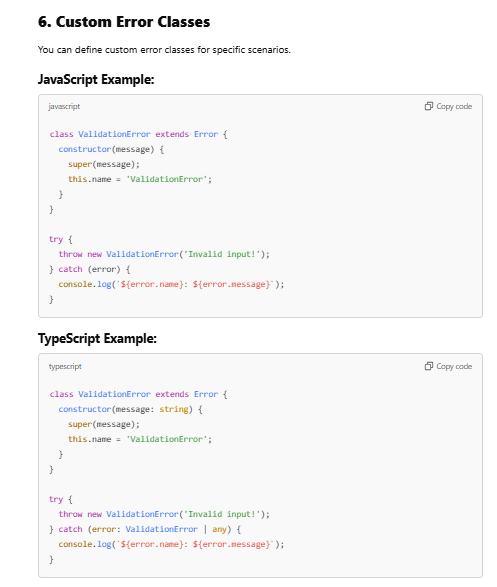 6. Custom Error Classes
You can define custom error classes for specific scenarios.
JavaScript Example:
javascript
Copy code
class ValidationError extends Error {
  constructor(message) {
    super(message);
    this.name = 'ValidationError';
  }
}

try {
  throw new ValidationError('Invalid input!');
} catch (error) {
  console.log(`${error.name}: ${error.message}`);
}
TypeScript Example:
typescript
Copy code
class ValidationError extends Error {
  constructor(message: string) {
    super(message);
    this.name = 'ValidationError';
  }
}

try {
  throw new ValidationError('Invalid input!');
} catch (error: ValidationError | any) {
  console.log(`${error.name}: ${error.message}`);
}